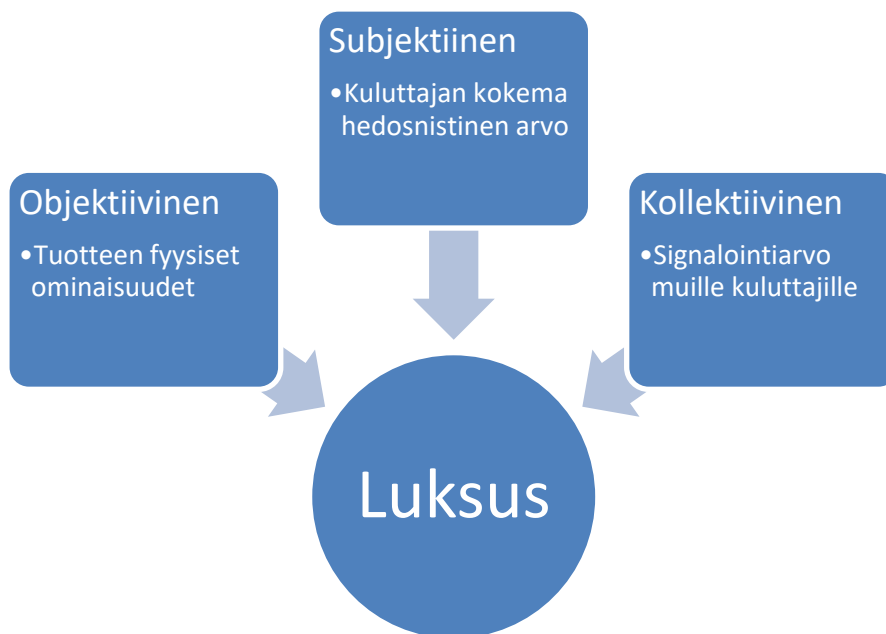 Subjektiinen
•Kuluttajan kokema
hedosnistinen arvo
Objektiivinen
•Tuotteen fyysiset
ominaisuudet
Kollektiivinen
•Signalointiarvo
muille kuluttajille
Luksus